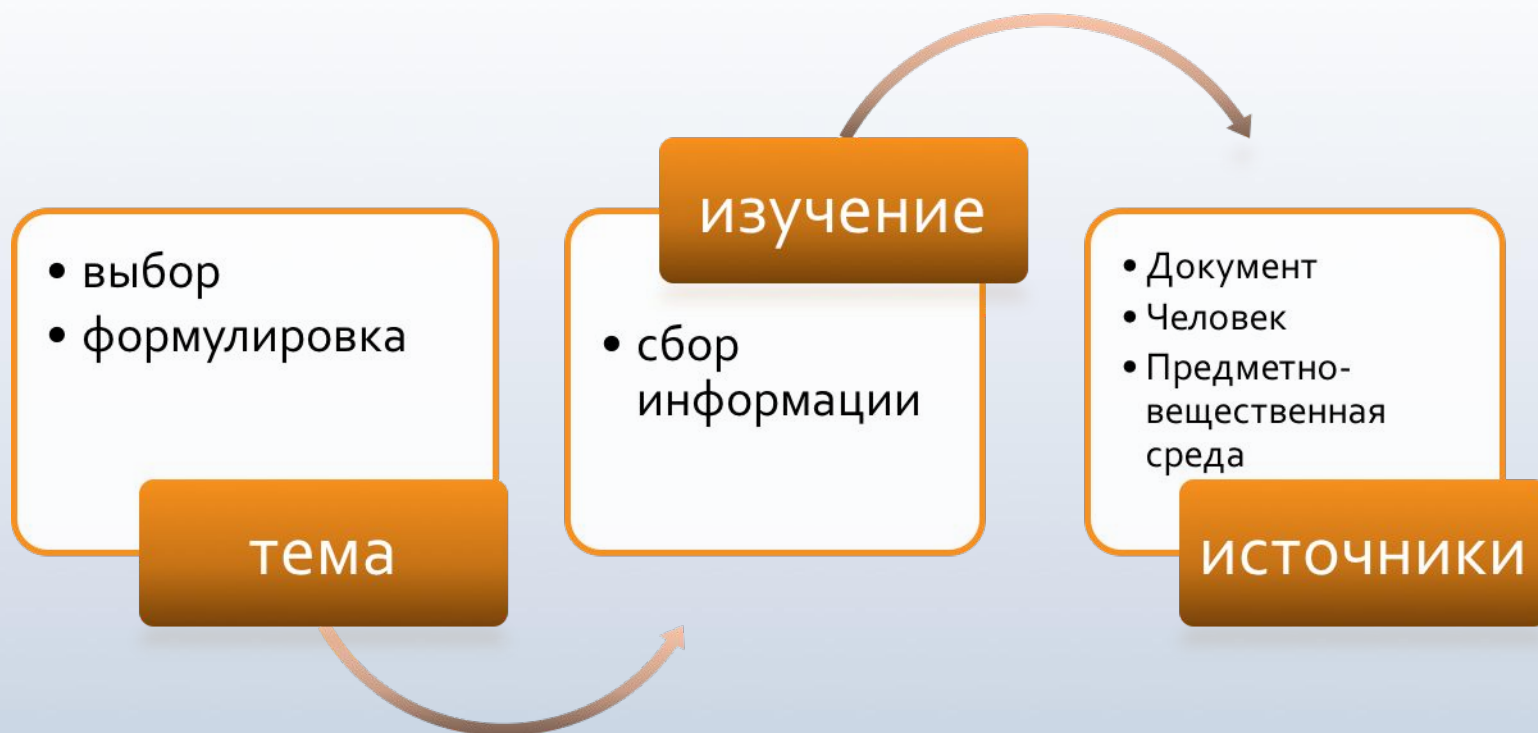 • выбор
• формулировка
тема
изучение
• сбор
информации
• Документ
• Человек
• Предметно-
вещественная
среда
источники